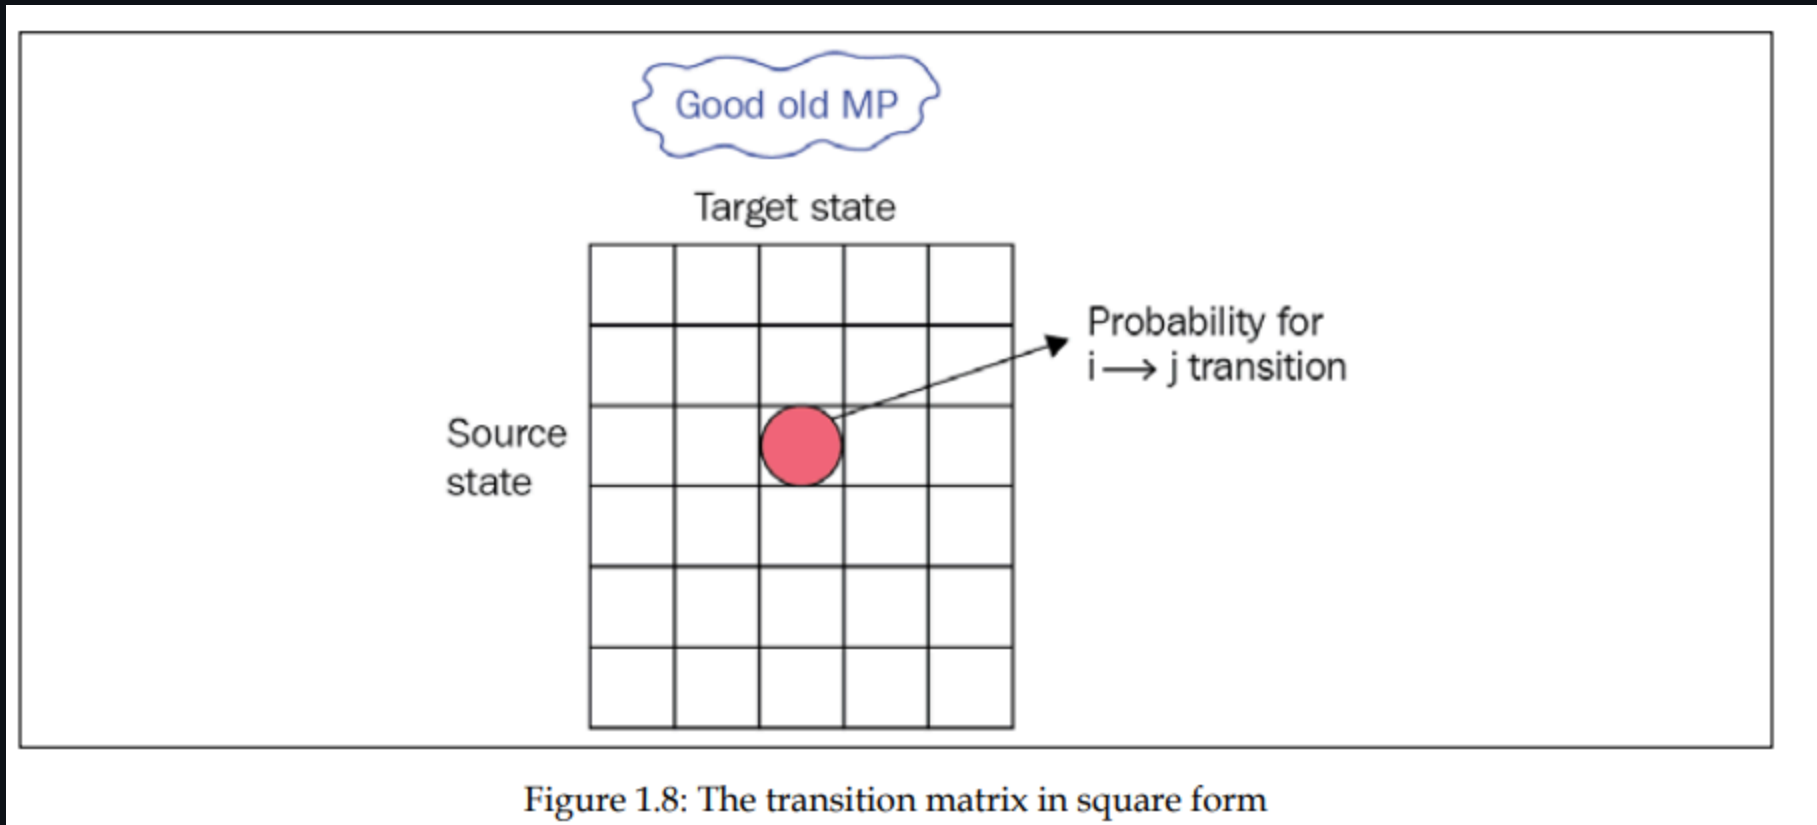 Good old MP
Target state
Probability for
i ⟶ j transition
Source
state
Figure 1.8: The transition matrix in square form